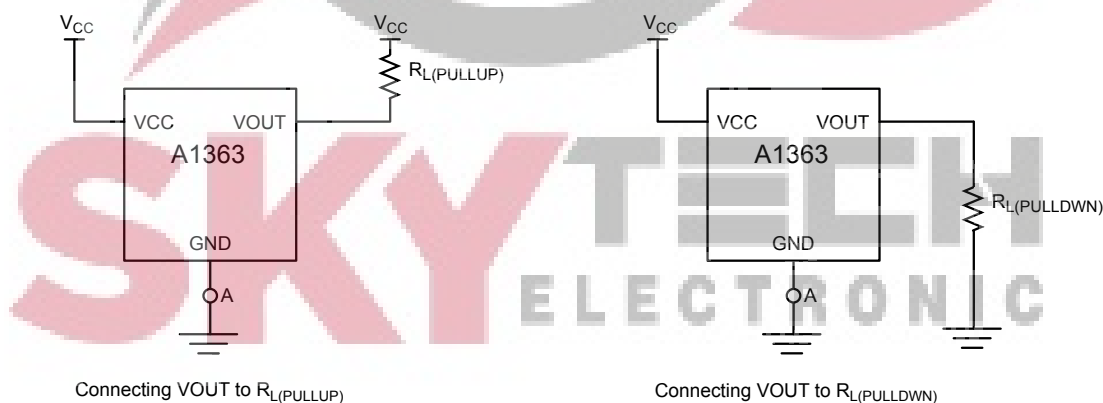 VCC VCC VCC
RL(PULLUP)
VCC VOUT VCC VOUT
A1363 A1363
RL(PULLDWN)
GND GND
A A
SKYTECH
ELECTRONIC
Connecting VOUT to RL(PULLUP) Connecting VOUT to RL(PULLDWN)